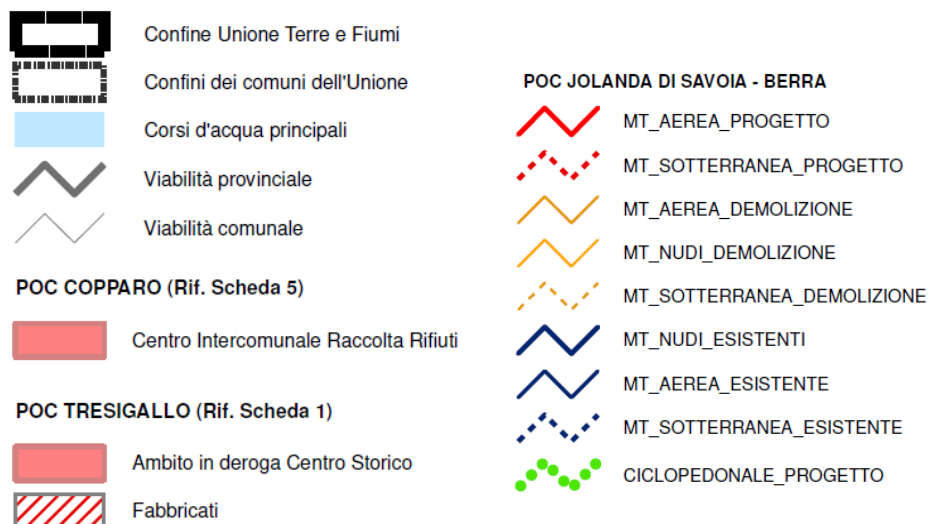 Confine Unione Terre e Fiumi
Confini dei comuni dell'Unione
Corsi d'acqua principali
Viabilità provinciale
Viabilità comunale
POC COPPARO (Rif. Scheda 5)
Centro Intercomunale Raccolta Rifiuti
POC TRESIGALLO (Rif. Scheda 1)
Ambito in deroga Centro Storico
Fabbricati
POC JOLANDA DI SAVOIA - BERRA
MT_AEREA_PROGETTO
MT_SOTTERRANEA_PROGETTO
MT_AEREA_DEMOLIZIONE
MT_NUDI_DEMOLIZIONE
MT_SOTTERRANEA_DEMOLIZIONE
MT_NUDI_ESISTENTI
MT_AEREA_ESISTENTE
MT_SOTTERRANEA_ESISTENTE
CICLOPEDONALE_PROGETTO